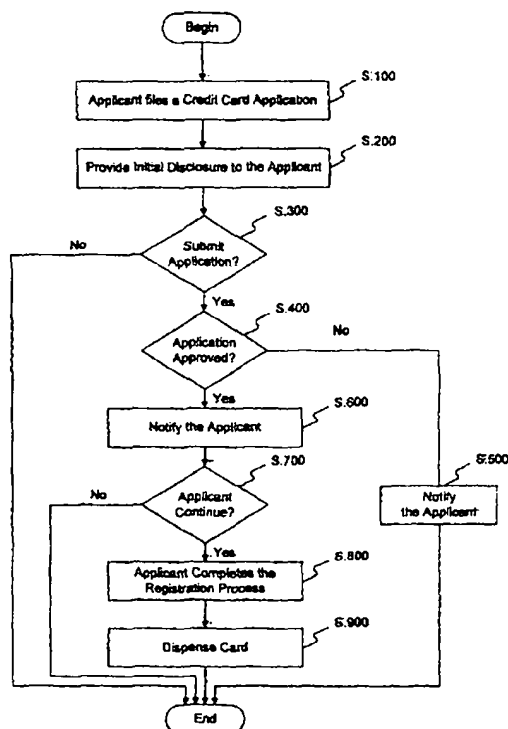 Begin
S.100
Applicant files a Credit Card Application
S.200
Provide Initial Disclosure to the Applicant
S.300
No
Submit
Application?
Yes
S.400
No
Application
Approved?
Yes
S.600
Notify the Applicant
S.700
S.500
No
Applicant
Continue?
Notify
the Applicant
Yes
S.800
Applicant Completes the
Registration Process
S.900
Dispense Card
End